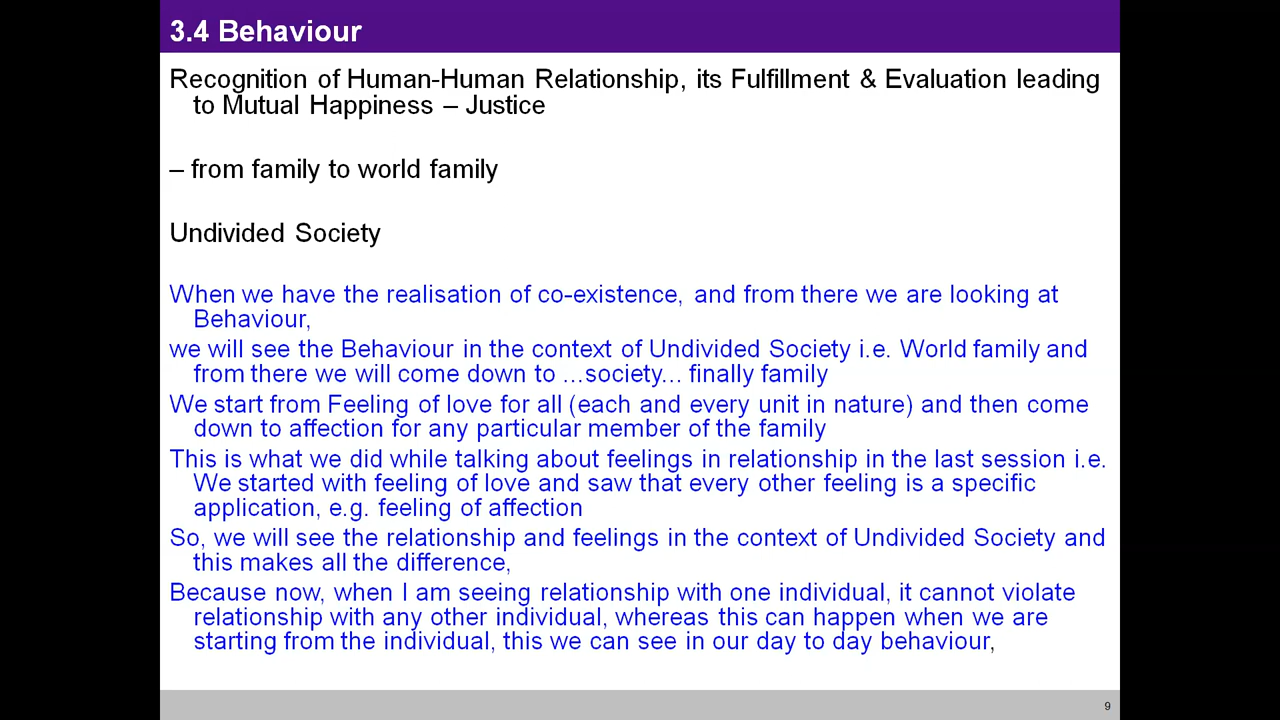 3.4 Behaviour
Recognition of Human-Human Relationship, its Fulfillment & Evaluation leading
to Mutual Happiness – Justice
– from family to world family
Undivided Society
When we have the realisation of co-existence, and from there we are looking at
Behaviour,
we will see the Behaviour in the context of Undivided Society i.e. World family and
from there we will come down to ...society... finally family
We start from Feeling of love for all (each and every unit in nature) and then come
down to affection for any particular member of the family
This is what we did while talking about feelings in relationship in the last session i.e.
We started with feeling of love and saw that every other feeling is a specific
application, e.g. feeling of affection
So, we will see the relationship and feelings in the context of Undivided Society and
this makes all the difference,
Because now, when I am seeing relationship with one individual, it cannot violate
relationship with any other individual, whereas this can happen when we are
starting from the individual, this we can see in our day to day behaviour,
9